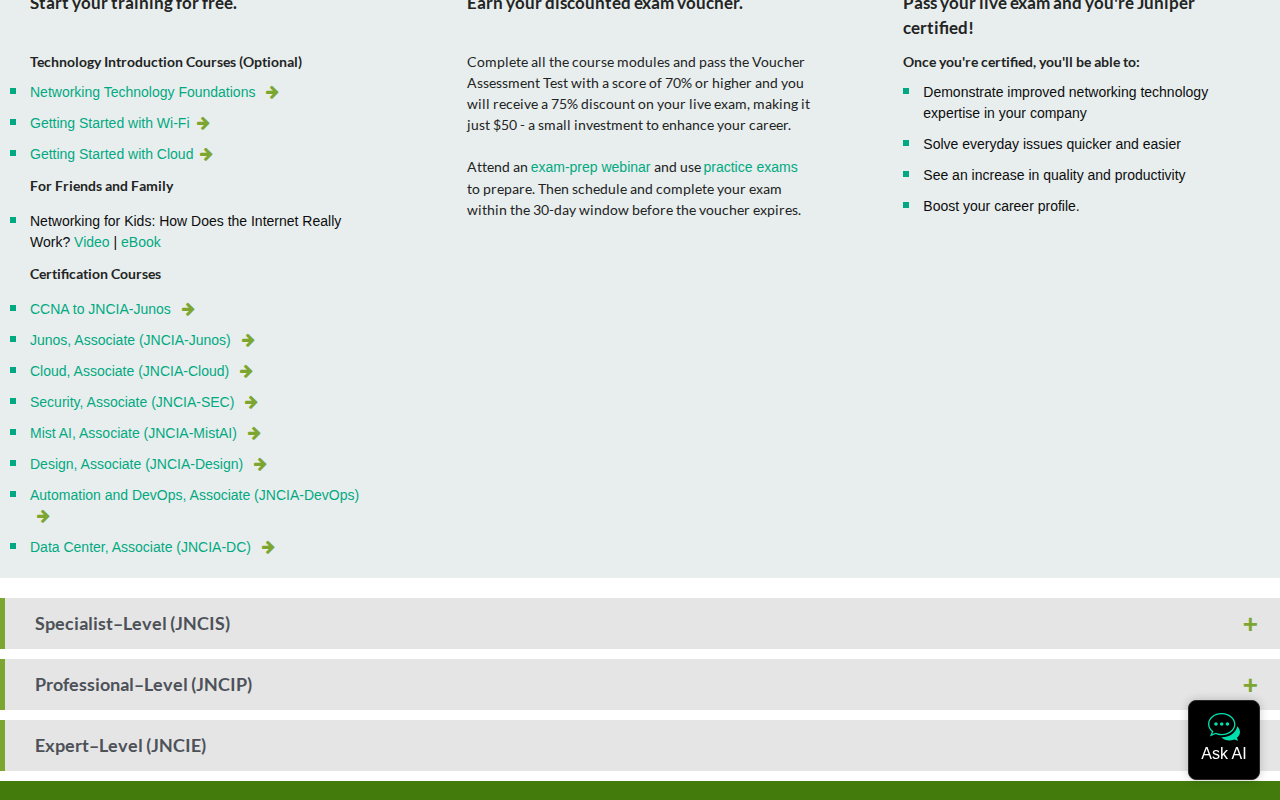 Start your training for free.
Technology Introduction Courses (Optional)
Networking Technology Foundations
Getting Started with Wi-Fi
Getting Started with Cloud
For Friends and Family
Networking for Kids: How Does the Internet Really
Work? Video | eBook
Certification Courses
CCNA to JNCIA-Junos
Junos, Associate (JNCIA-Junos)
Cloud, Associate (JNCIA-Cloud)
Security, Associate (JNCIA-SEC)
Mist AI, Associate (JNCIA-MistAI)
Design, Associate (JNCIA-Design)
Automation and DevOps, Associate (JNCIA-DevOps)
Data Center, Associate (JNCIA-DC)
Earn your discounted exam voucher.
Complete all the course modules and pass the Voucher
Assessment Test with a score of 70% or higher and you
will receive a 75% discount on your live exam, making it
just $50 - a small investment to enhance your career.
Attend an exam-prep webinar and use practice exams
to prepare. Then schedule and complete your exam
within the 30-day window before the voucher expires.
Pass your live exam and you're Juniper
certified!
Once you're certified, you'll be able to:
Demonstrate improved networking technology
expertise in your company
Solve everyday issues quicker and easier
See an increase in quality and productivity
Boost your career profile.
Specialist–Level (JNCIS)
Professional–Level (JNCIP)
Expert–Level (JNCIE)
Ask AI